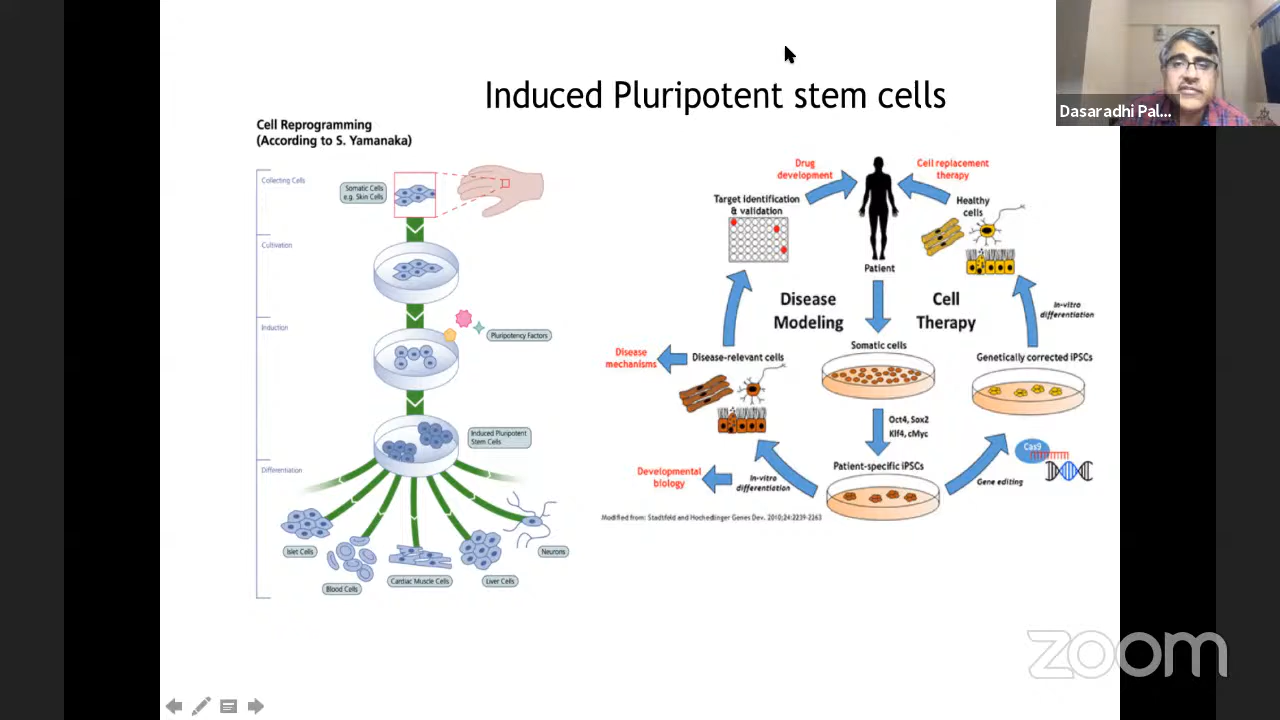 Induced Pluripotent stem cells
Dasaradhi Pal...
Cell Reprogramming
(According to S. Yamanaka)
Collecting Cells
Somatic Cells
e.g. Skin Cells
Cultivation
Induction
Pluripotency Factors
Induced Pluripotent
Stem Cells
Differentiation
Islet Cells
Blood Cells
Cardiac Muscle Cells
Liver Cells
Neurons
Drug
development
Cell replacement
therapy
Target identification
& validation
Healthy
cells
Patient
Disease
Modeling
Cell
Therapy
In-vitro
differentiation
Somatic cells
Disease
mechanisms
Disease-relevant cells
Genetically corrected iPSCs
Oct4, Sox2
Klf4, cMyc
Cas9
Patient-specific iPSCs
Developmental
biology
In-vitro
differentiation
Gene editing
Modified from: Stadtfeld and Hochedlinger Genes Dev. 2010;24:2239-2263
zoom